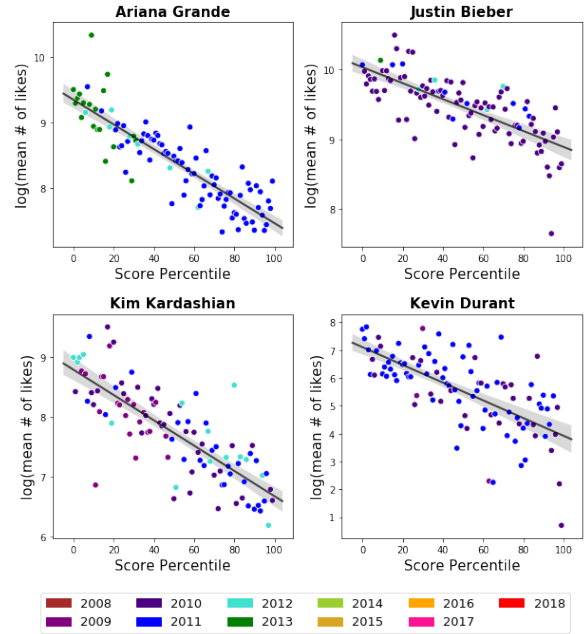 Ariana Grande
Justin Bieber
10
9
8
log(mean # of likes)
0 20 40 60 80 100
Score Percentile
10
9
8
log(mean # of likes)
0 20 40 60 80 100
Score Percentile
Kim Kardashian
Kevin Durant
9
8
7
6
log(mean # of likes)
0 20 40 60 80 100
Score Percentile
8
7
6
5
4
3
2
1
log(mean # of likes)
0 20 40 60 80 100
Score Percentile
2008 2010 2012 2014 2016 2018
2009 2011 2013 2015 2017